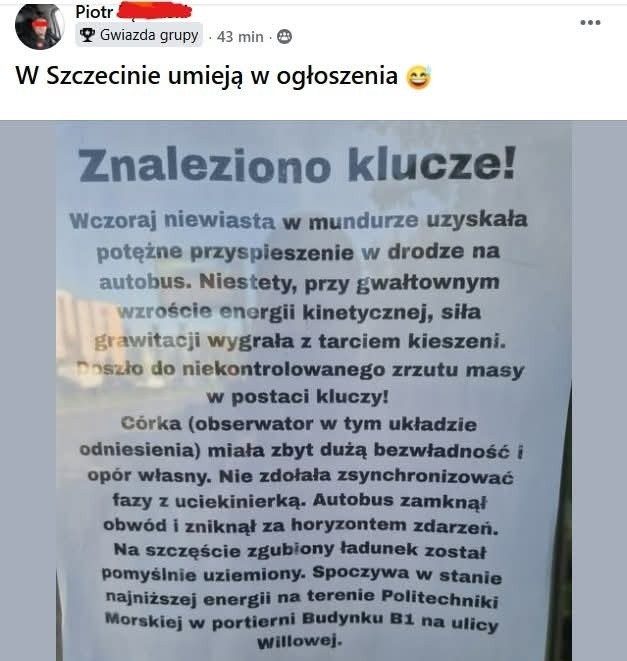 Piotr
Gwiazda grupy · 43 min ·
W Szczecinie umieją w ogłoszenia 😅
Znaleziono klucze!
Wczoraj niewiasta w mundurze uzyskała
potężne przyspieszenie w drodze na
autobus. Niestety, przy gwałtownym
wzroście energii kinetycznej, siła
grawitacji wygrała z tarciem kieszeni.
Doszło do niekontrolowanego zrzutu masy
w postaci kluczy!
Córka (obserwator w tym układzie
odniesienia) miała zbyt dużą bezwładność i
opór własny. Nie zdołała zsynchronizować
fazy z uciekinierką. Autobus zamknął
obwód i zniknął za horyzontem zdarzeń.
Na szczęście zgubiony ładunek został
pomyślnie uziemiony. Spoczywa w stanie
najniższej energii na terenie Politechniki
Morskiej w portierni Budynku B1 na ulicy
Willowej.